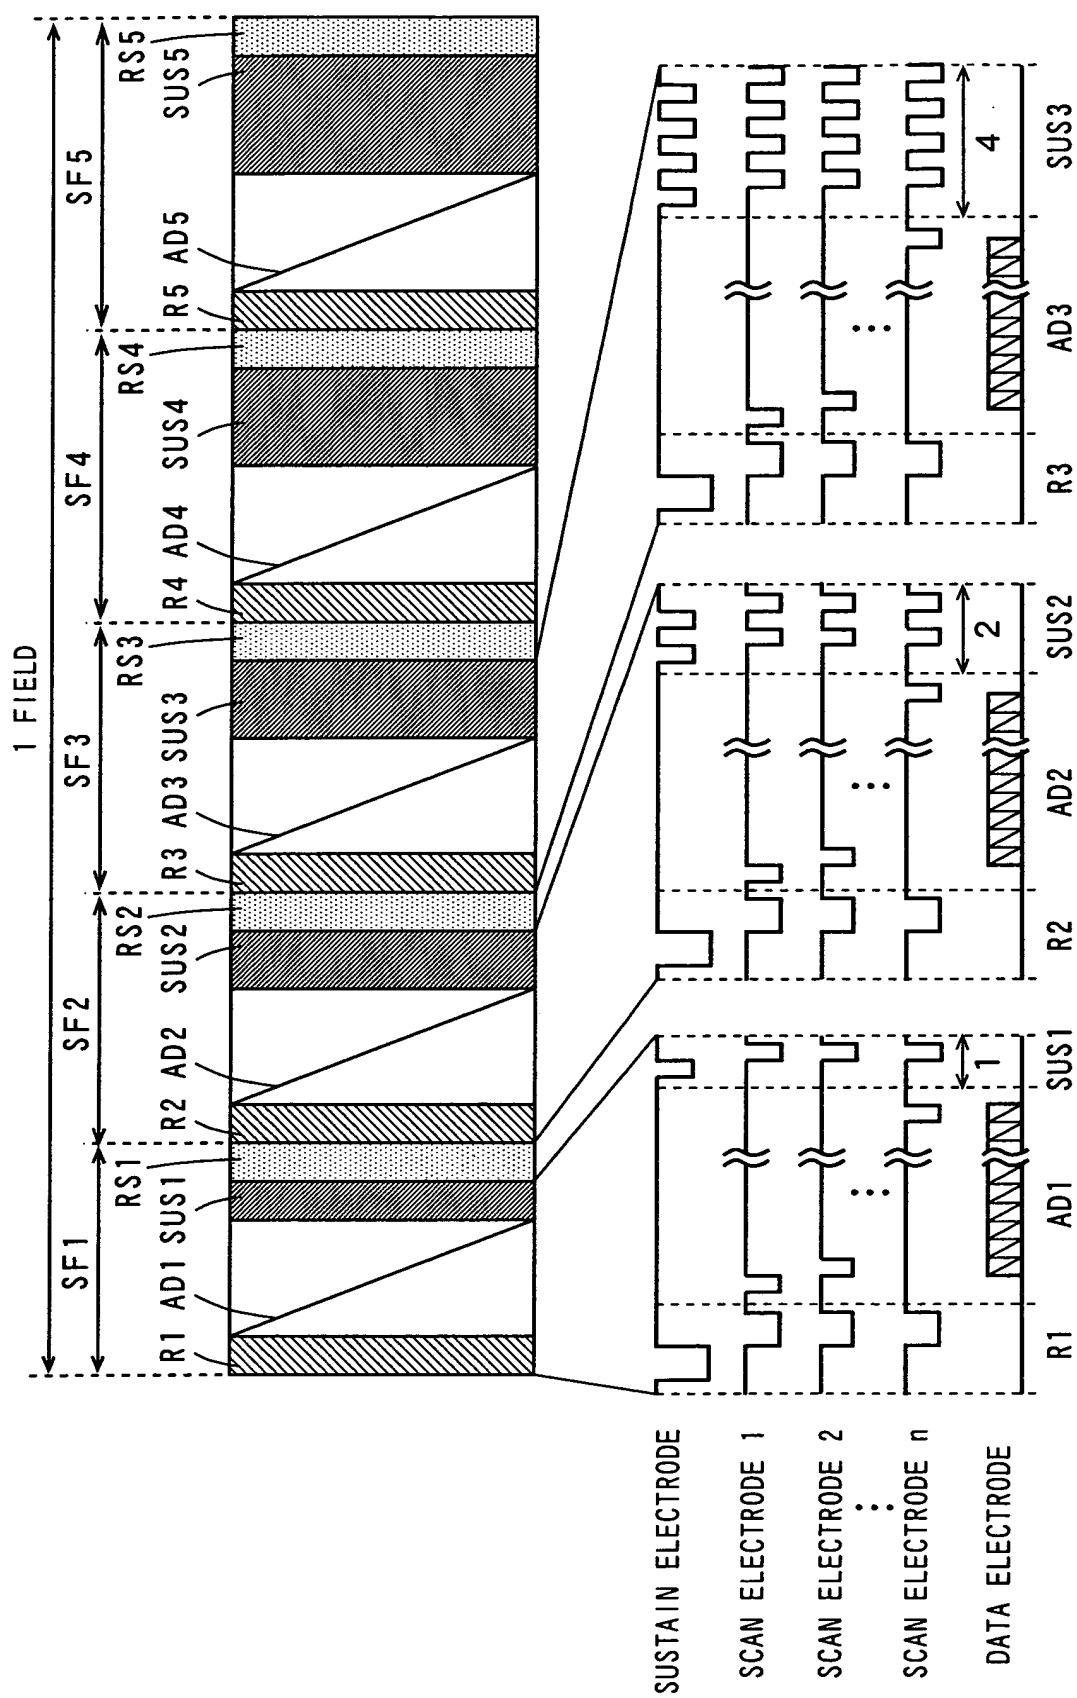 1 FIELD
SF1 SF2 SF3 SF4 SF5
RS1 RS2 RS3 RS4 RS5
R1 AD1 SUS1 R2 AD2 SUS2 R3 AD3 SUS3 R4 AD4 SUS4 R5 AD5 SUS5
SUSTAIN ELECTRODE
SCAN ELECTRODE 1
SCAN ELECTRODE 2
SCAN ELECTRODE n
DATA ELECTRODE
1 2 4
R1 AD1 SUS1 R2 AD2 SUS2 R3 AD3 SUS3